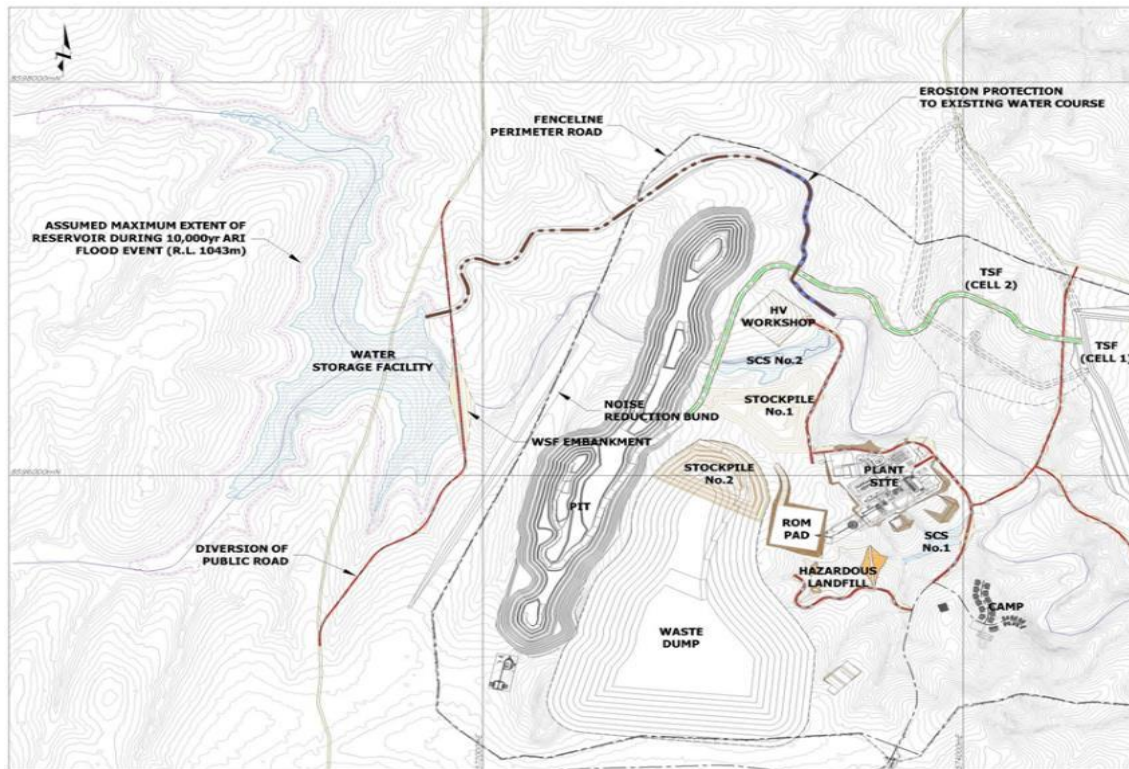 8598000mN
EROSION PROTECTION
TO EXISTING WATER COURSE
FENCELINE
PERIMETER ROAD
ASSUMED MAXIMUM EXTENT OF
RESERVOIR DURING 10,000yr ARI
FLOOD EVENT (R.L. 1043m)
TSF
(CELL 2)
HV
WORKSHOP
TSF
(CELL 1)
WATER
STORAGE FACILITY
SCS No.2
NOISE
REDUCTION BUND
STOCKPILE
No.1
WSF EMBANKMENT
8596000mN
STOCKPILE
No.2
PLANT
SITE
PIT
ROM
PAD
SCS
No.1
DIVERSION OF
PUBLIC ROAD
HAZARDOUS
LANDFILL
CAMP
WASTE
DUMP